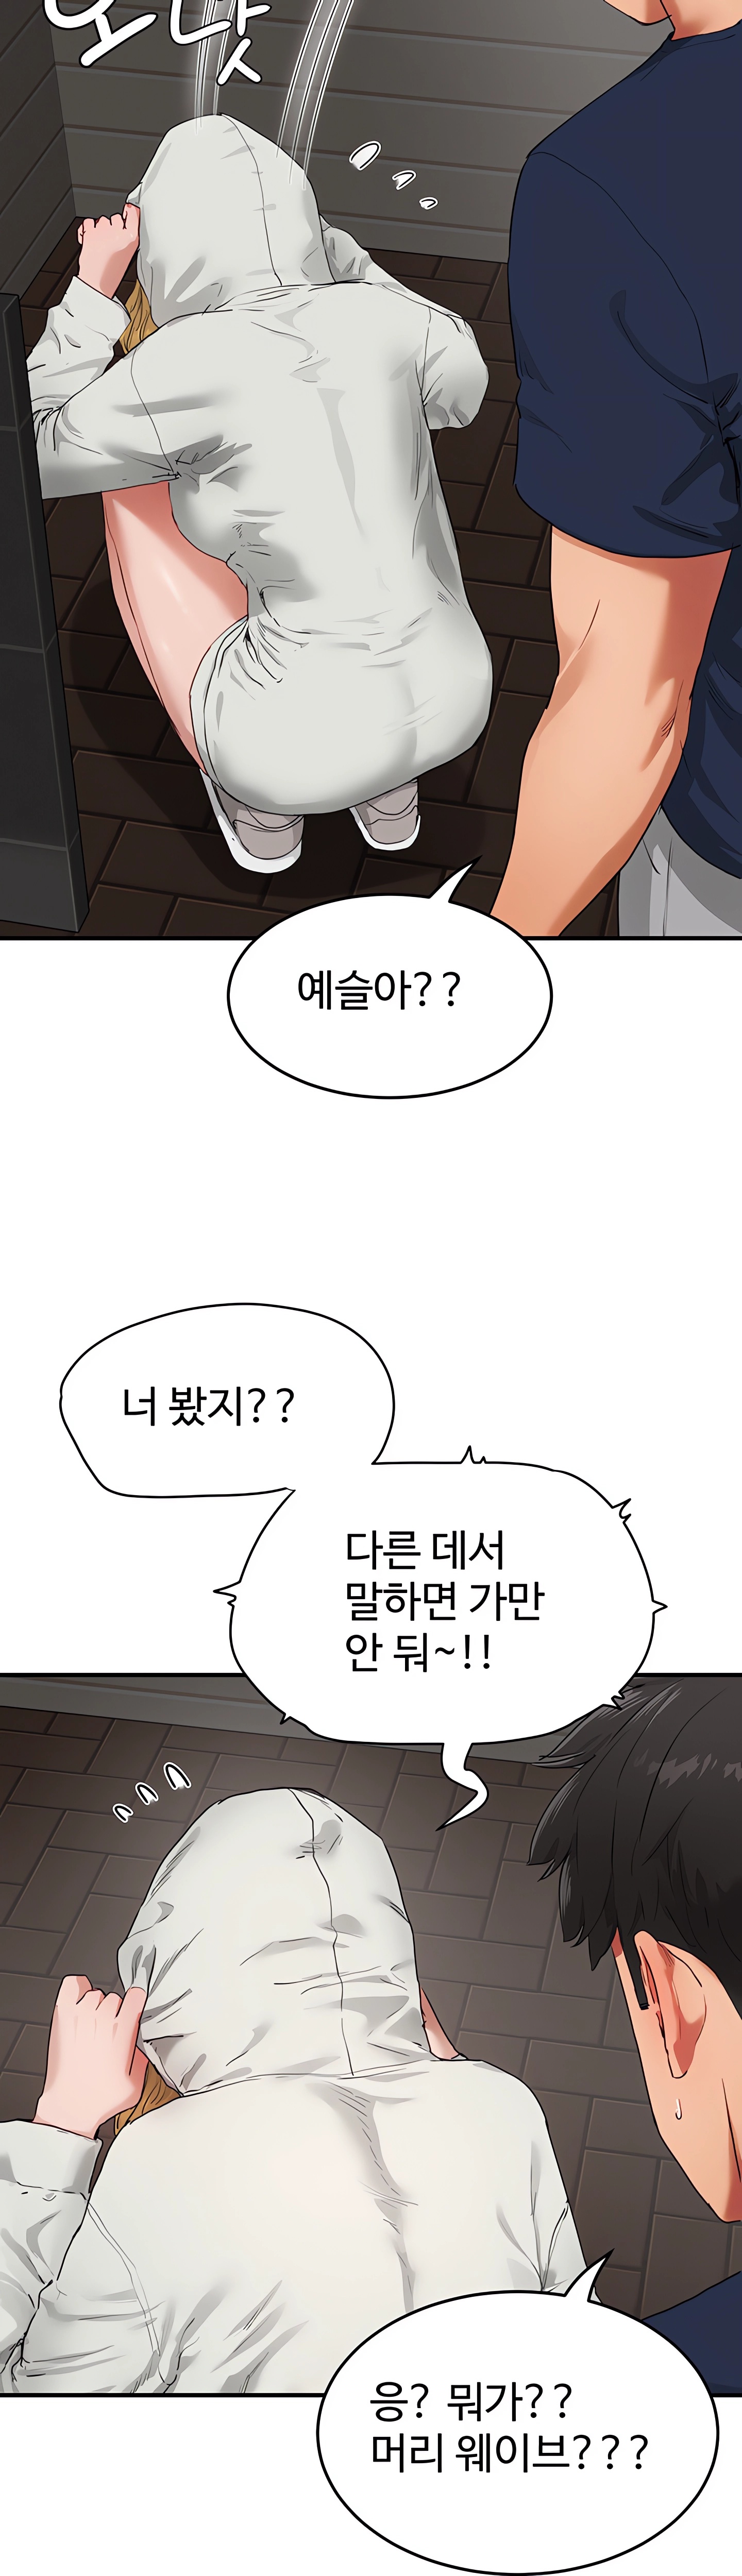 예슬아??
너 봤지??
다른 데서
말하면 가만
안 둬~!!
응? 뭐가??
머리 웨이브???